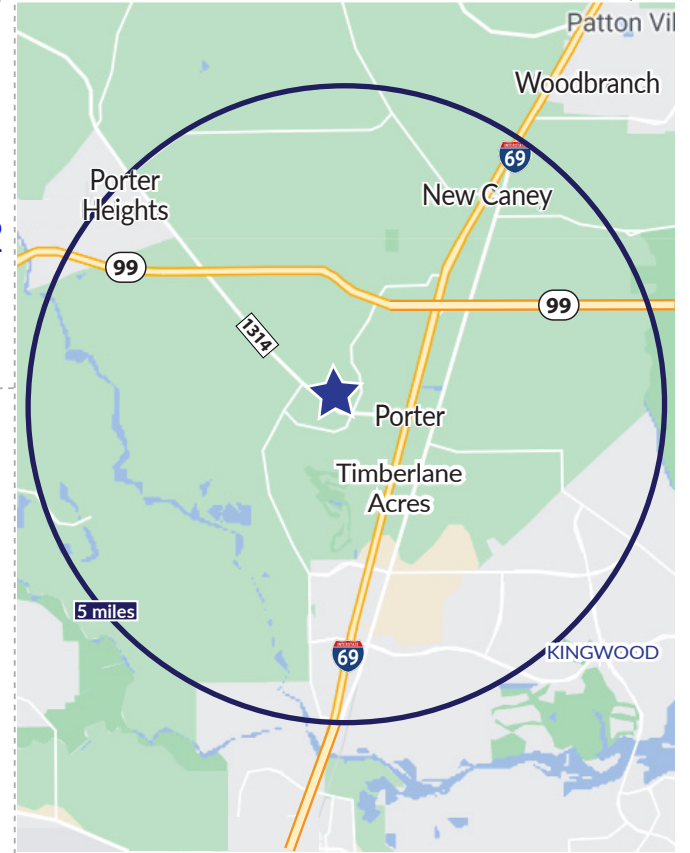 Patton Vil
Woodbranch
69
New Caney
Porter
Heights
99
99
1314
Porter
Timberlane
Acres
5 miles
69
KINGWOOD